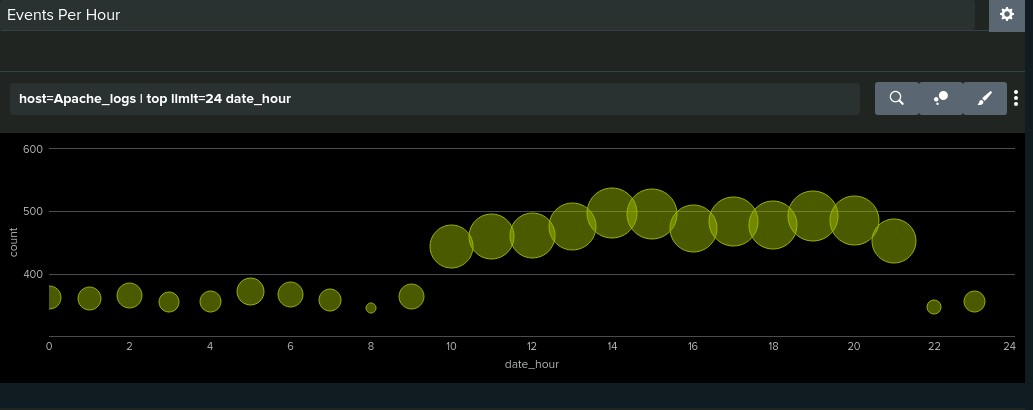 Events Per Hour
host=Apache_logs | top limit=24 date_hour
600
500
400
count
0 2 4 6 8 10 12 14 16 18 20 22 24
date_hour